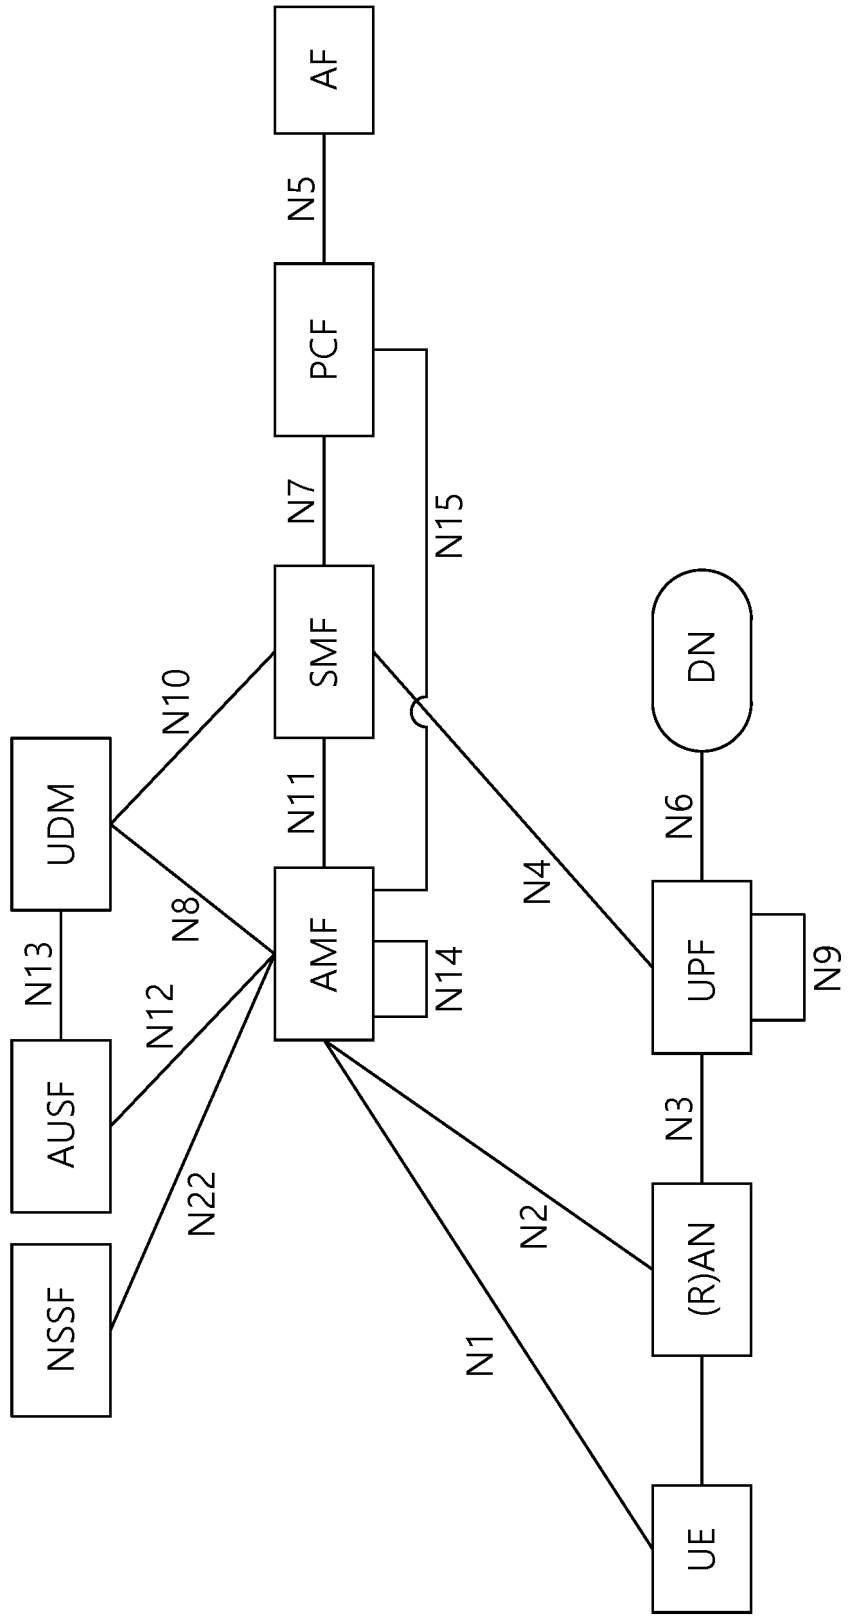 NSSF
AUSF
N13
UDM
N22
N12
N8
N10
AMF
N11
SMF
N7
PCF
N5
AF
N14
N15
N1
N2
N4
UE
(R)AN
N3
UPF
N6
DN
N9